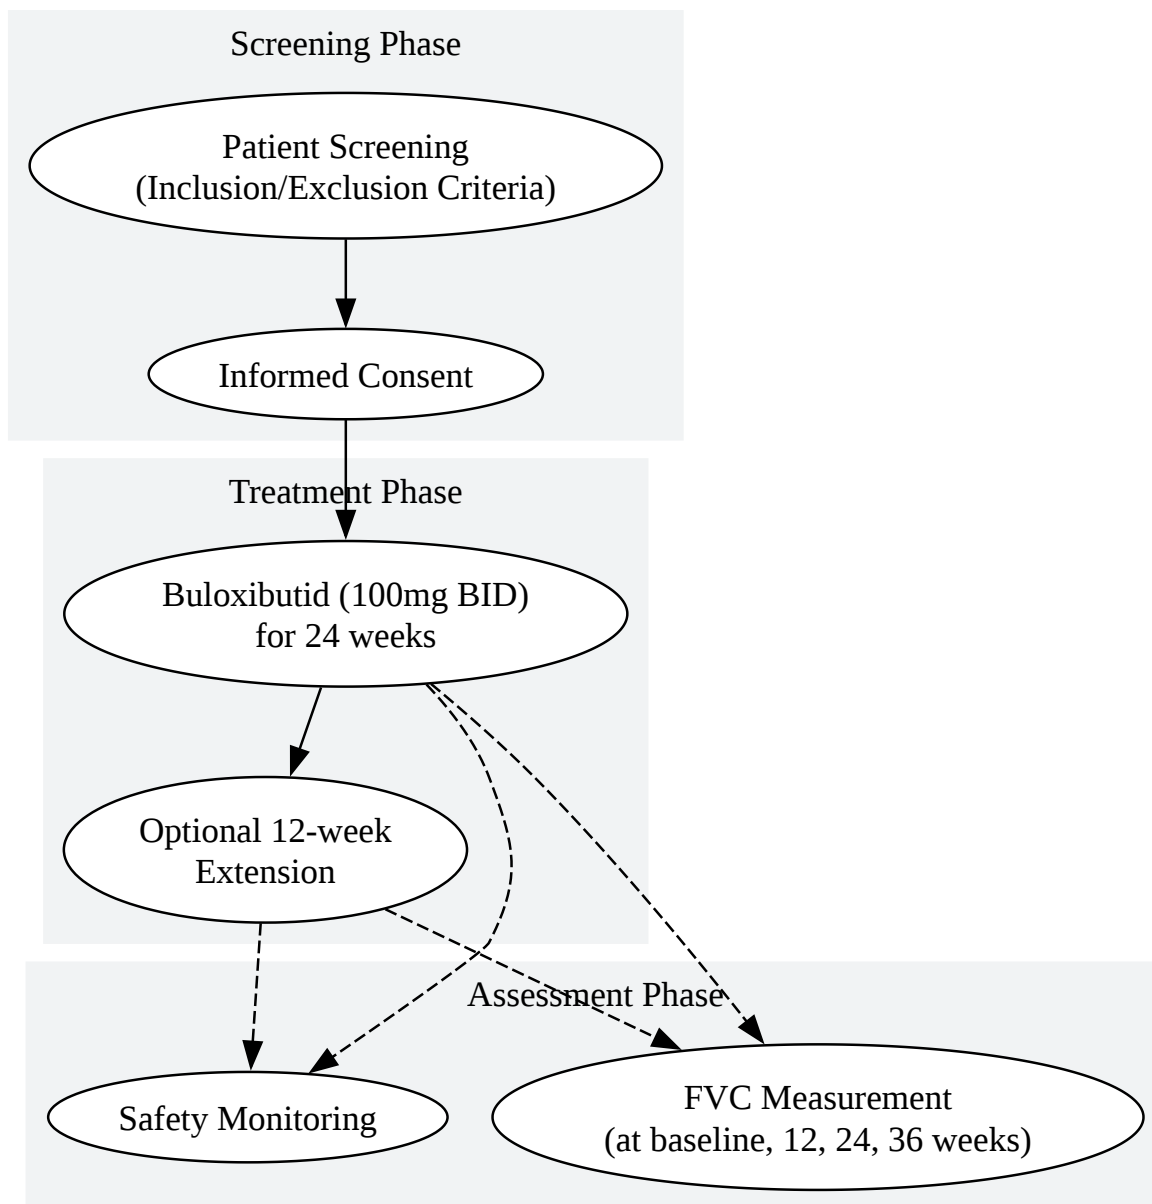 Screening Phase
Patient Screening
(Inclusion/Exclusion Criteria)
Informed Consent
Treatment Phase
Buloxibutid (100mg BID)
for 24 weeks
Optional 12-week
Extension
Assessment Phase
Safety Monitoring
FVC Measurement
(at baseline, 12, 24, 36 weeks)